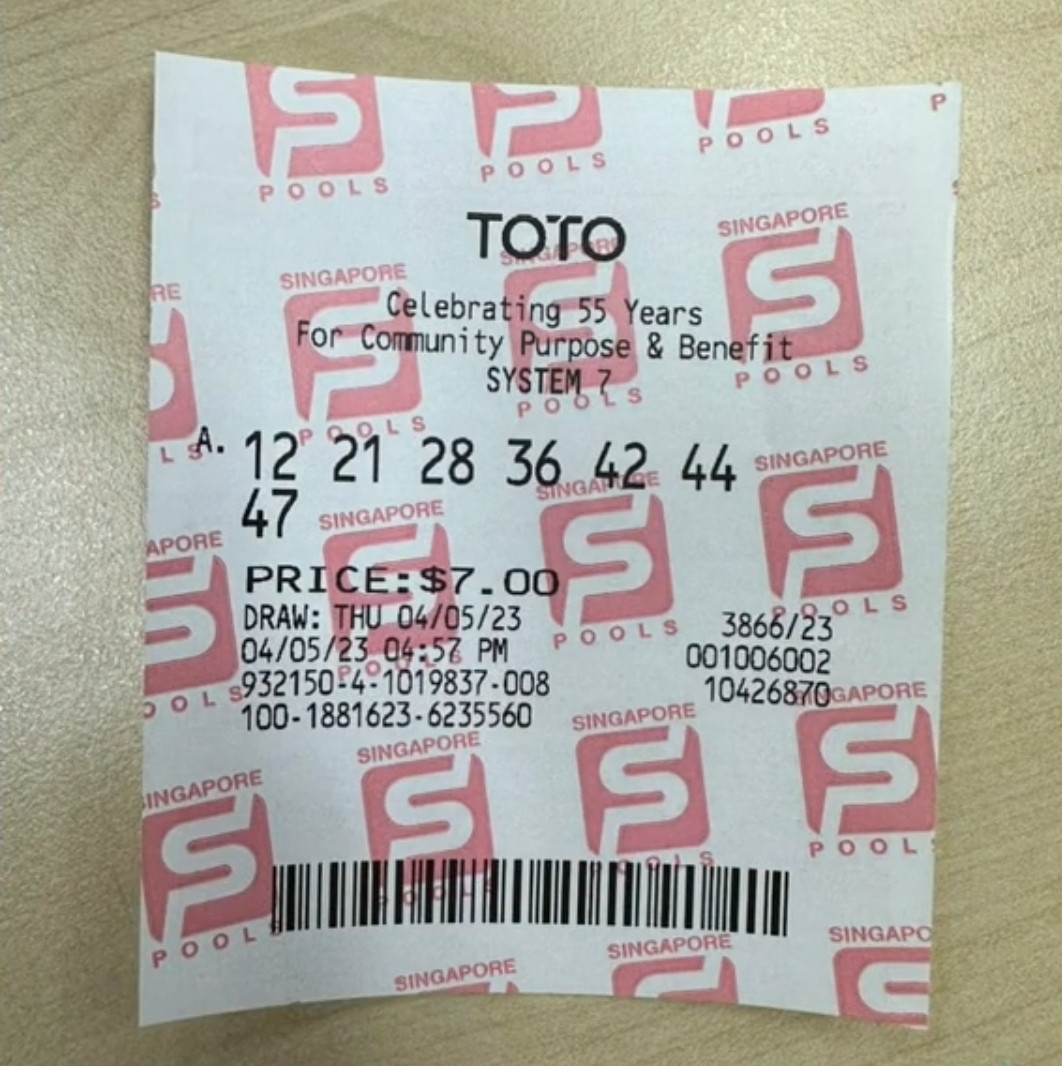 TOTO
Celebrating 55 Years
For Community Purpose & Benefit
SYSTEM 7
A. 12 21 28 36 42 44
47
PRICE:$7.00
DRAW: THU 04/05/23 3866/23
04/05/23 04:57 PM 001006002
932150-4-1019837-008 10426870
100-1881623-6235560
SINGAPORE
POOLS